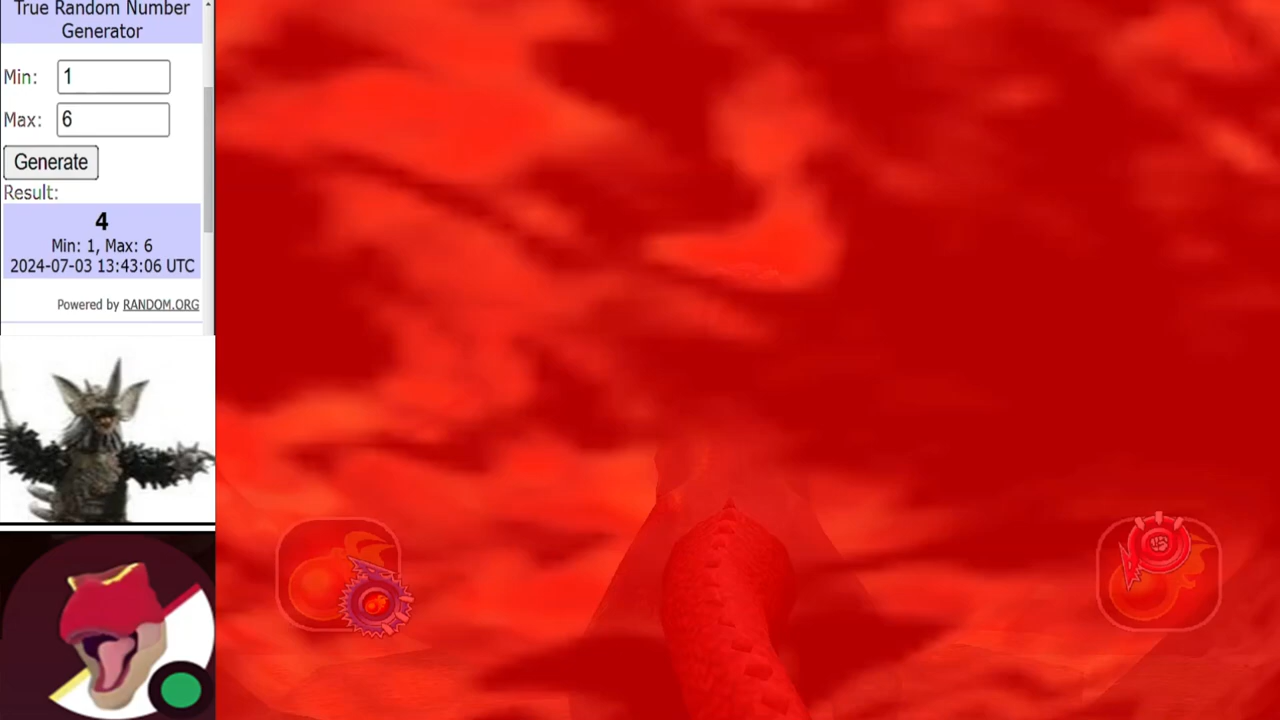 True Random Number
Generator
Min: 1
Max: 6
Generate
Result:
4
Min: 1, Max: 6
2024-07-03 13:43:06 UTC
Powered by RANDOM.ORG